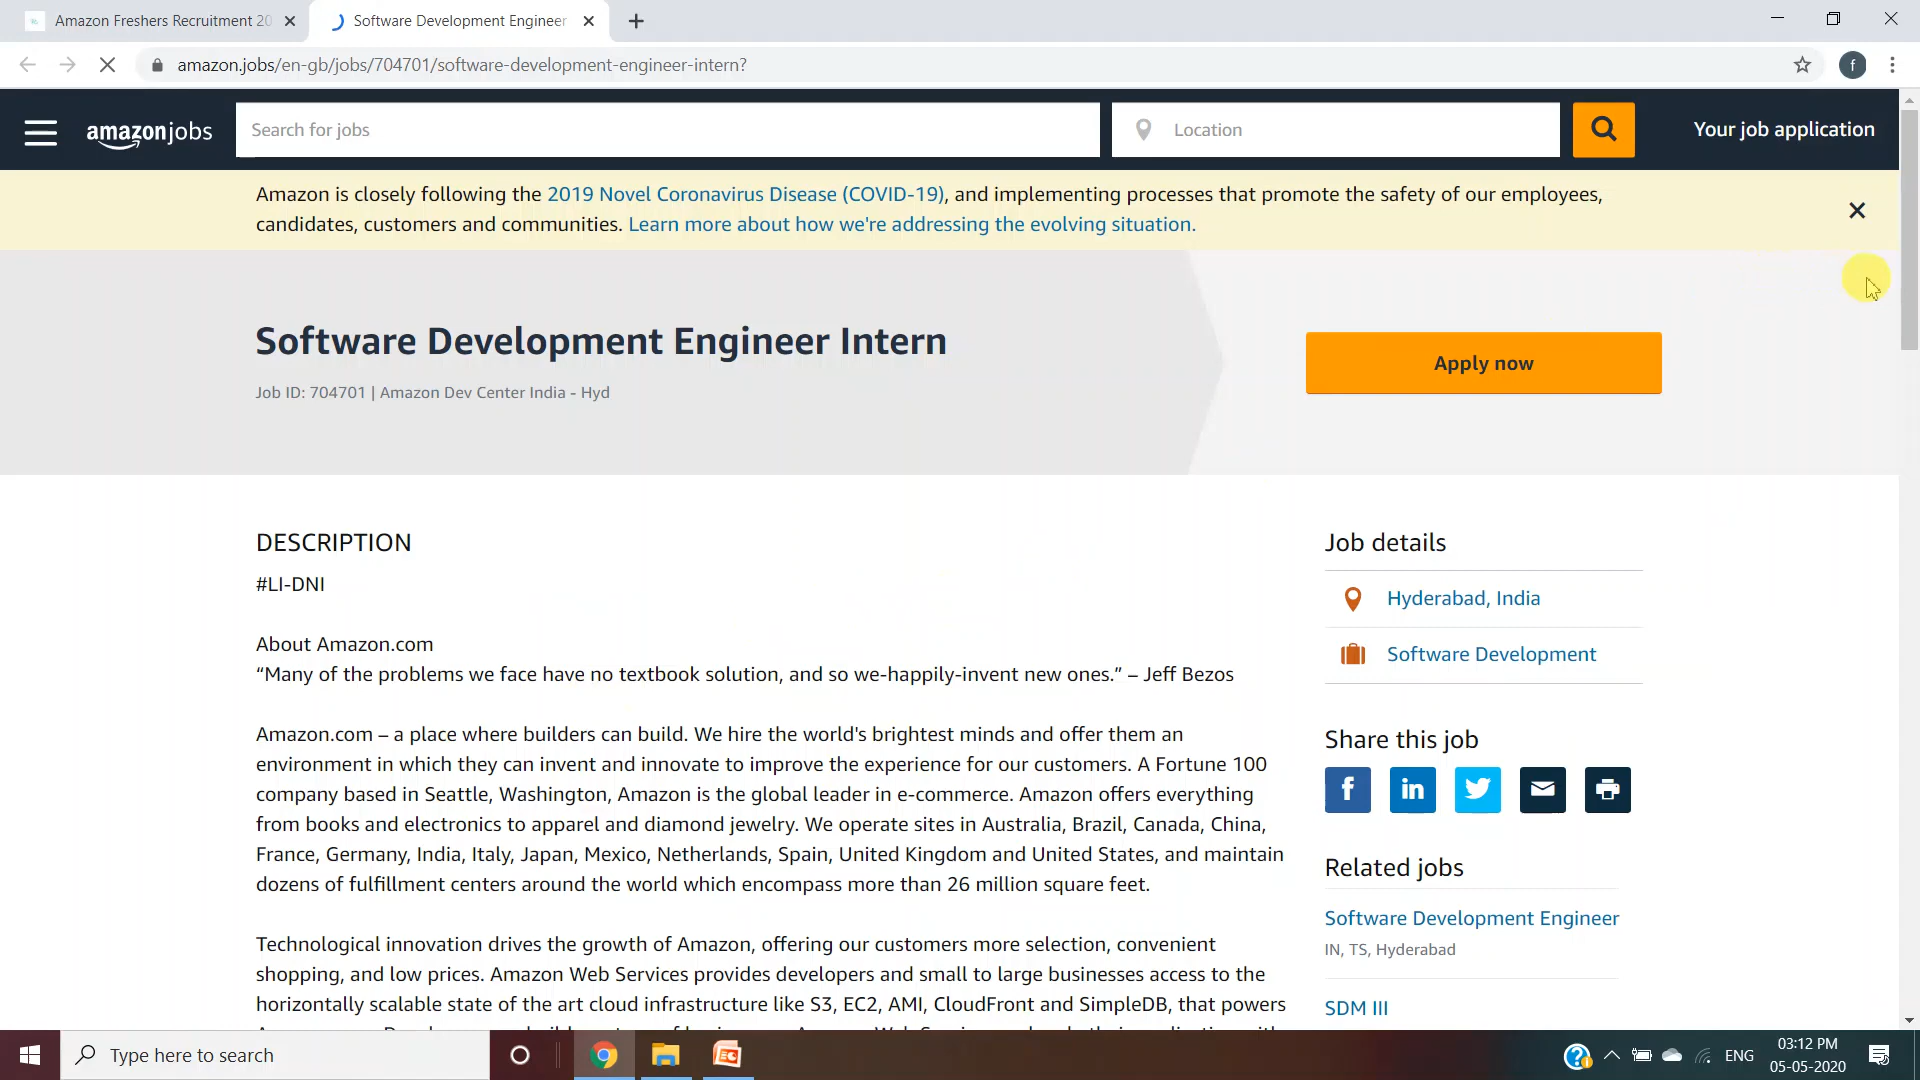 Amazon Freshers Recruitment 20
Software Development Engineer
amazon.jobs/en-gb/jobs/704701/software-development-engineer-intern?
f
amazonjobs
Search for jobs
Location
Your job application
Amazon is closely following the 2019 Novel Coronavirus Disease (COVID-19), and implementing processes that promote the safety of our employees,
candidates, customers and communities. Learn more about how we're addressing the evolving situation.
Software Development Engineer Intern
Job ID: 704701 | Amazon Dev Center India - Hyd
Apply now
DESCRIPTION
#LI-DNI
About Amazon.com
“Many of the problems we face have no textbook solution, and so we-happily-invent new ones.” – Jeff Bezos
Amazon.com – a place where builders can build. We hire the world's brightest minds and offer them an
environment in which they can invent and innovate to improve the experience for our customers. A Fortune 100
company based in Seattle, Washington, Amazon is the global leader in e-commerce. Amazon offers everything
from books and electronics to apparel and diamond jewelry. We operate sites in Australia, Brazil, Canada, China,
France, Germany, India, Italy, Japan, Mexico, Netherlands, Spain, United Kingdom and United States, and maintain
dozens of fulfillment centers around the world which encompass more than 26 million square feet.
Technological innovation drives the growth of Amazon, offering our customers more selection, convenient
shopping, and low prices. Amazon Web Services provides developers and small to large businesses access to the
horizontally scalable state of the art cloud infrastructure like S3, EC2, AMI, CloudFront and SimpleDB, that powers
Job details
Hyderabad, India
Software Development
Share this job
Related jobs
Software Development Engineer
IN, TS, Hyderabad
SDM III
Type here to search
ENG
03:12 PM
05-05-2020